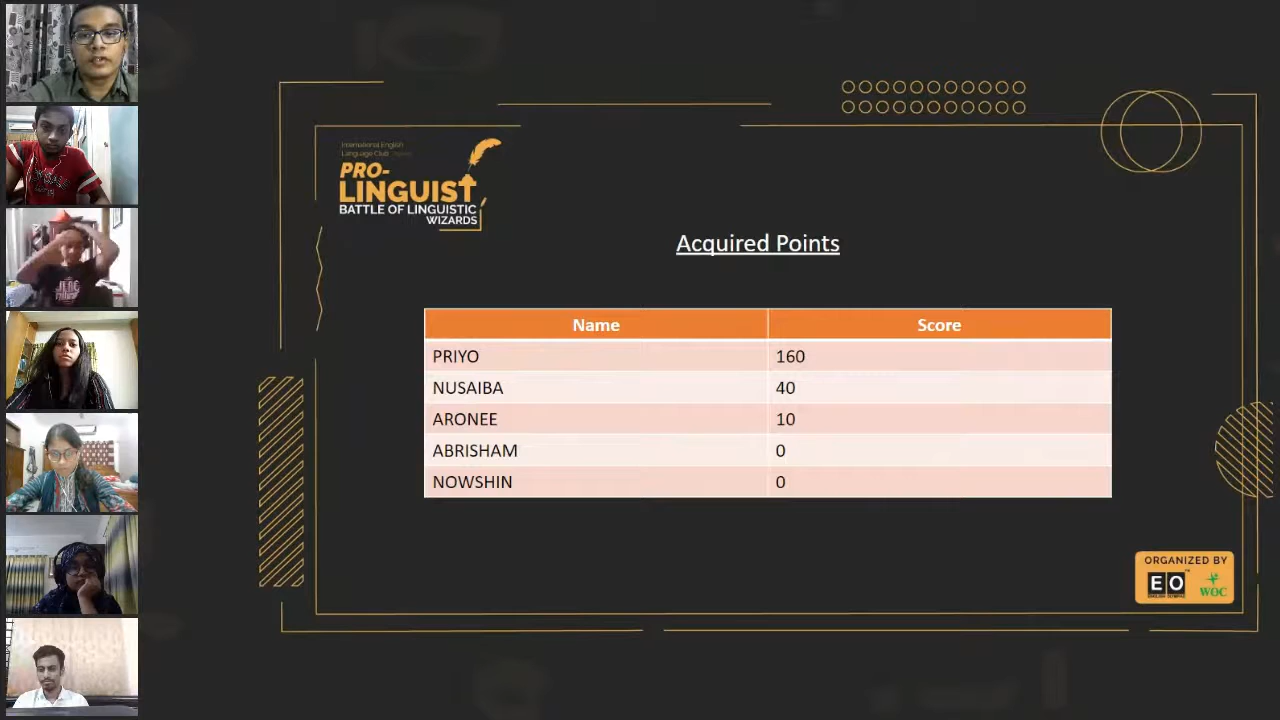 International English
Language Club
PRO-
LINGUIST
BATTLE OF LINGUISTIC
WIZARDS
Acquired Points
Name Score
PRIYO 160
NUSAIBA 40
ARONEE 10
ABRISHAM 0
NOWSHIN 0
ORGANIZED BY
EO
WOC